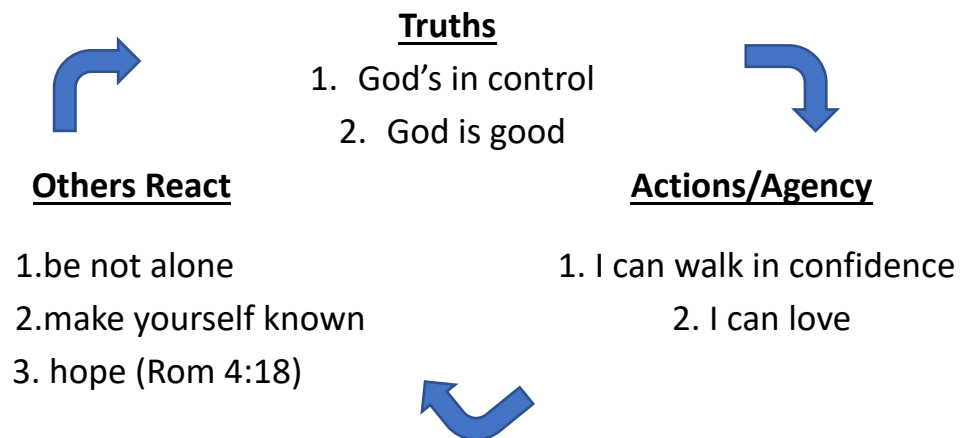 Truths
1. God’s in control
2. God is good
Others React
1.be not alone
2.make yourself known
3. hope (Rom 4:18)
Actions/Agency
1. I can walk in confidence
2. I can love